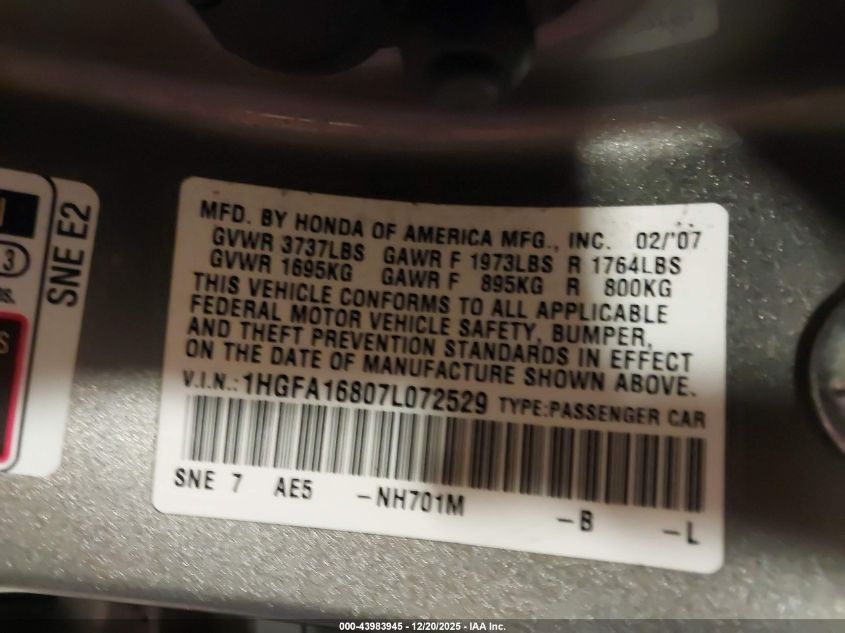 MFD. BY HONDA OF AMERICA MFG., INC. 02/'07
GVWR 3737LBS GAWR F 1973LBS R 1764LBS
GVWR 1695KG GAWR F 895KG R 800KG
THIS VEHICLE CONFORMS TO ALL APPLICABLE
FEDERAL MOTOR VEHICLE SAFETY, BUMPER,
AND THEFT PREVENTION STANDARDS IN EFFECT
ON THE DATE OF MANUFACTURE SHOWN ABOVE.
V.I.N.: 1HGFA16807L072529 TYPE:PASSENGER CAR
SNE 7 AE5 -NH701M -B -L
SNE E2
3
000-43983945 - 12/20/2025 - IAA Inc.